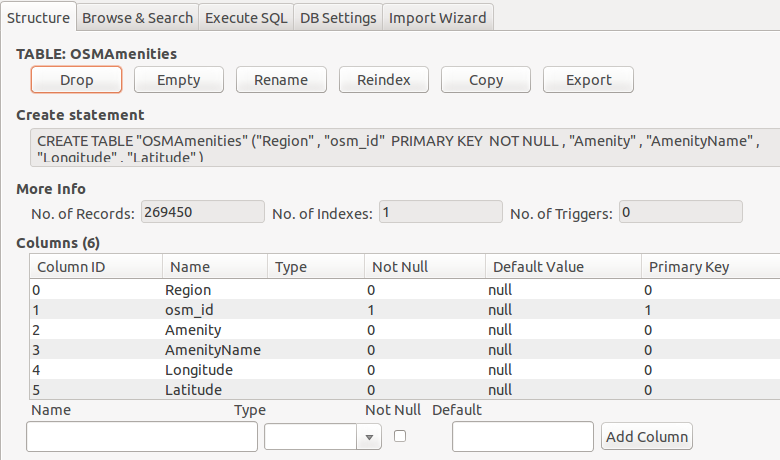 Structure Browse & Search Execute SQL DB Settings Import Wizard
TABLE: OSMAmenities
Drop Empty Rename Reindex Copy Export
Create statement
CREATE TABLE "OSMAmenities" ("Region" , "osm_id"  PRIMARY KEY  NOT NULL , "Amenity" , "AmenityName" ,
"Longitude" , "Latitude" )
More Info
No. of Records: 269450 No. of Indexes: 1 No. of Triggers: 0
Columns (6)
Column ID Name Type Not Null Default Value Primary Key
0 Region 0 null 0
1 osm_id 1 null 1
2 Amenity 0 null 0
3 AmenityName 0 null 0
4 Longitude 0 null 0
5 Latitude 0 null 0
Name Type Not Null Default
Add Column